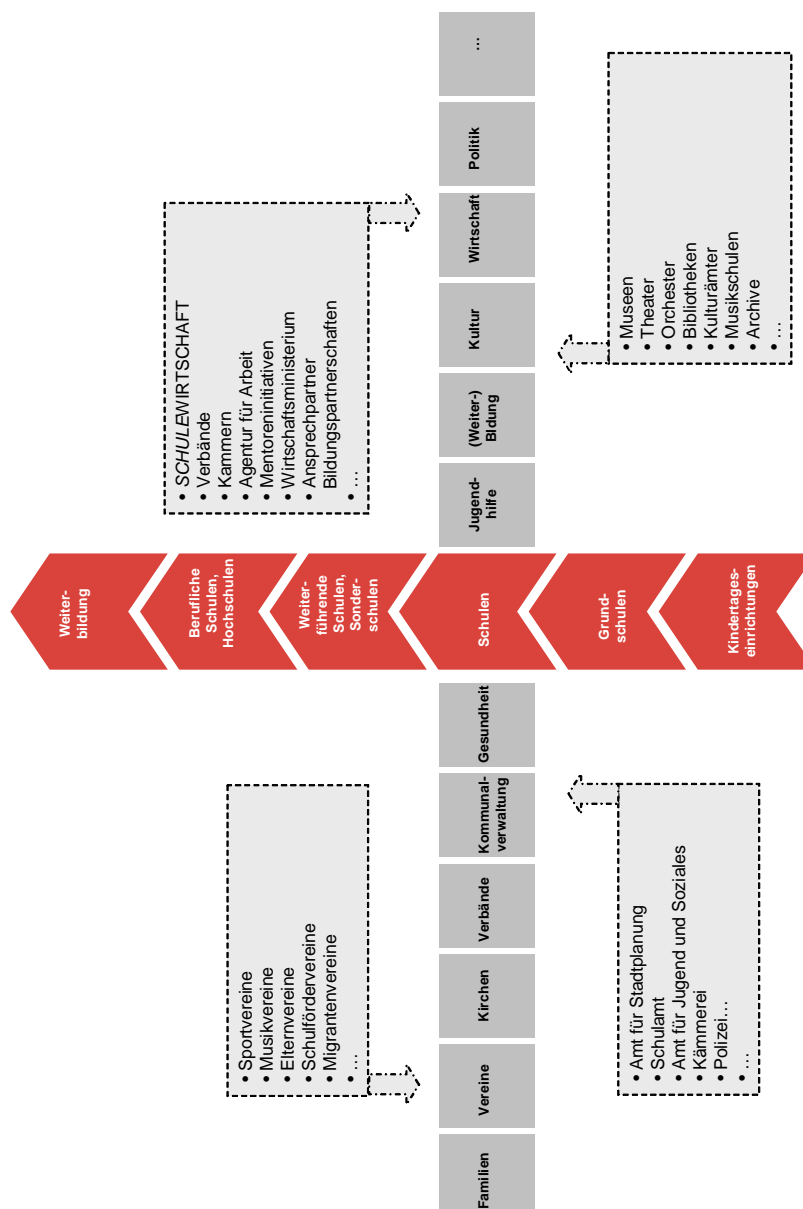 Weiter-
bildung
Berufliche
Schulen,
Hochschulen
• SCHULEWIRTSCHAFT
• Verbände
• Kammern
• Agentur für Arbeit
• Mentoreninitiativen
• Wirtschaftsministerium
• Ansprechpartner
Bildungspartnerschaften
• …
• Sportvereine
• Musikvereine
• Elternvereine
• Schulfördervereine
• Migrantenvereine
• …
Weiter-
führende
Schulen,
Sonder-
schulen
Familien
Vereine
Kirchen
Verbände
Kommunal-
verwaltung
Gesundheit
Schulen
Jugend-
hilfe
(Weiter-)
Bldung
Kultur
Wirtschaft
Politik
…
Grund-
schulen
• Amt für Stadtplanung
• Schulamt
• Amt für Jugend und Soziales
• Kämmerei
• Polizei…
• …
• Museen
• Theater
• Orchester
• Bibliotheken
• Kulturämter
• Musikschulen
• Archive
• …
Kindertages-
einrichtungen